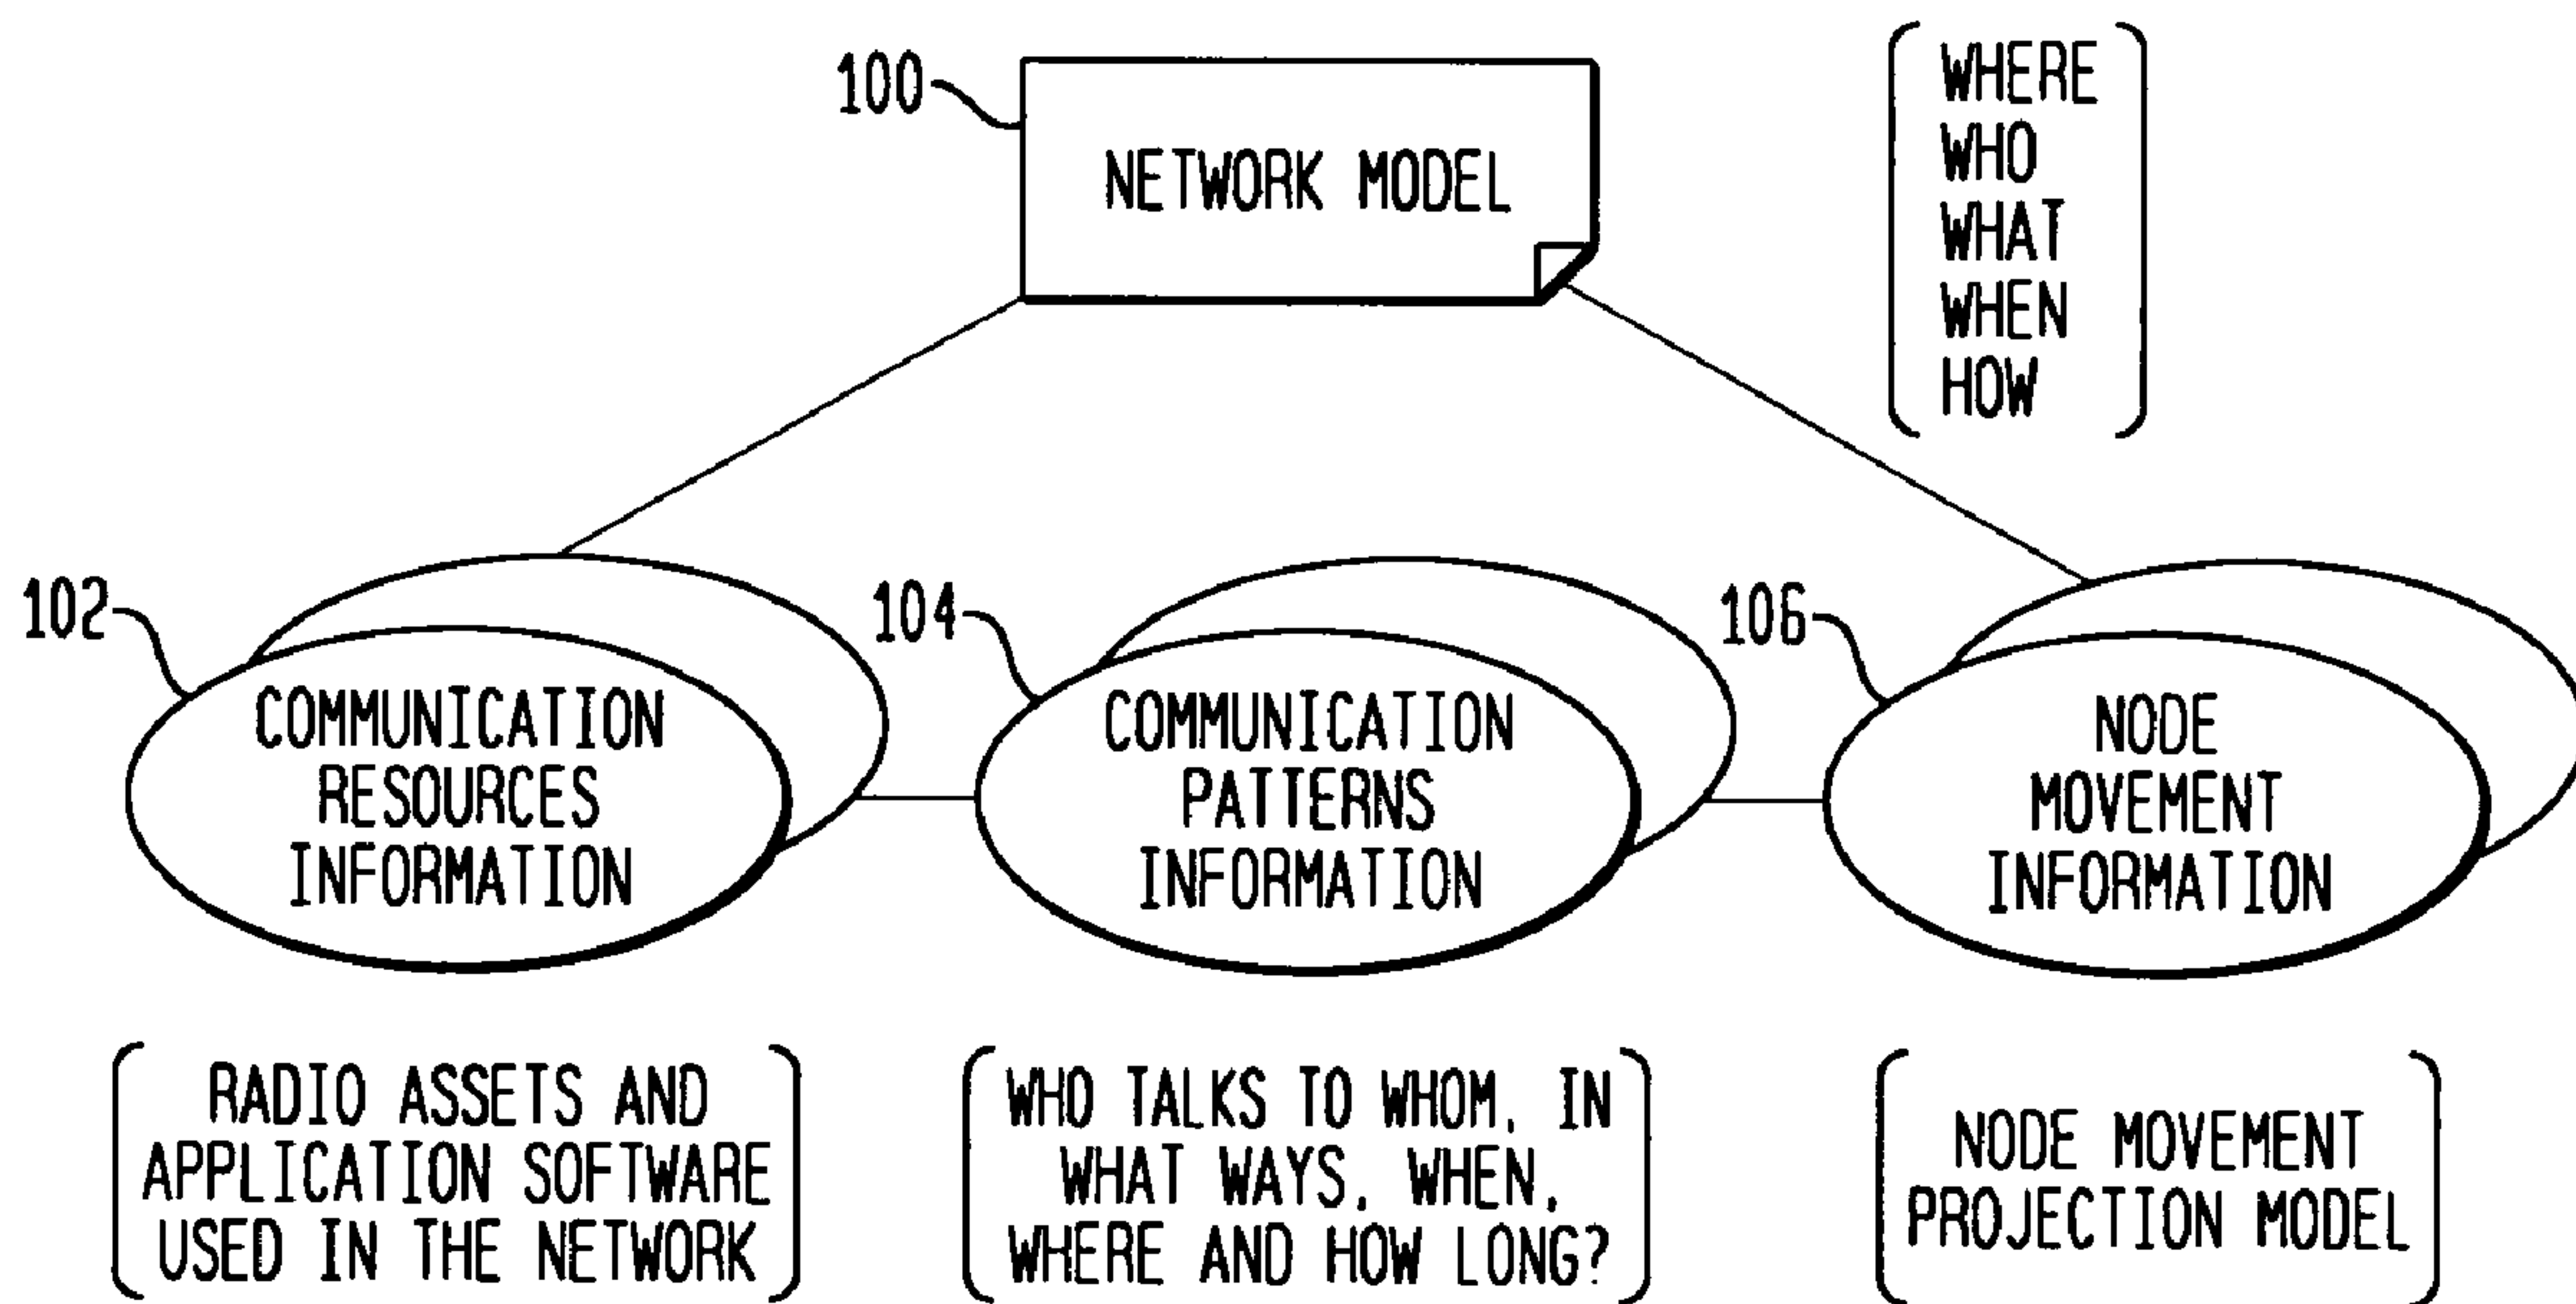 100
NETWORK MODEL
WHERE
WHO
WHAT
WHEN
HOW
102
COMMUNICATION
RESOURCES
INFORMATION
104
COMMUNICATION
PATTERNS
INFORMATION
106
NODE
MOVEMENT
INFORMATION
RADIO ASSETS AND
APPLICATION SOFTWARE
USED IN THE NETWORK
WHO TALKS TO WHOM, IN
WHAT WAYS, WHEN,
WHERE AND HOW LONG?
NODE MOVEMENT
PROJECTION MODEL